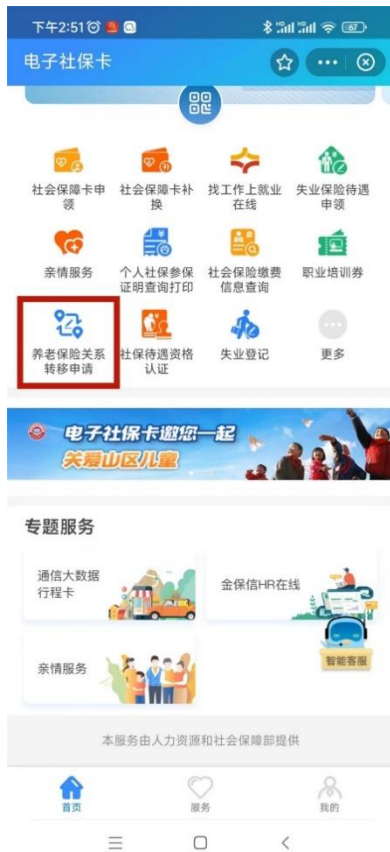 下午2:51
67
电子社保卡
社会保障卡申
领
社会保障卡补
换
找工作上就业
在线
失业保险待遇
申领
亲情服务
个人社保参保
证明查询打印
社会保险缴费
信息查询
职业培训券
养老保险关系
转移申请
社保待遇资格
认证
失业登记
更多
电子社保卡邀您一起
关爱山区儿童
专题服务
通信大数据
行程卡
金保信HR在线
亲情服务
智能客服
本服务由人力资源和社会保障部提供
首页
服务
我的